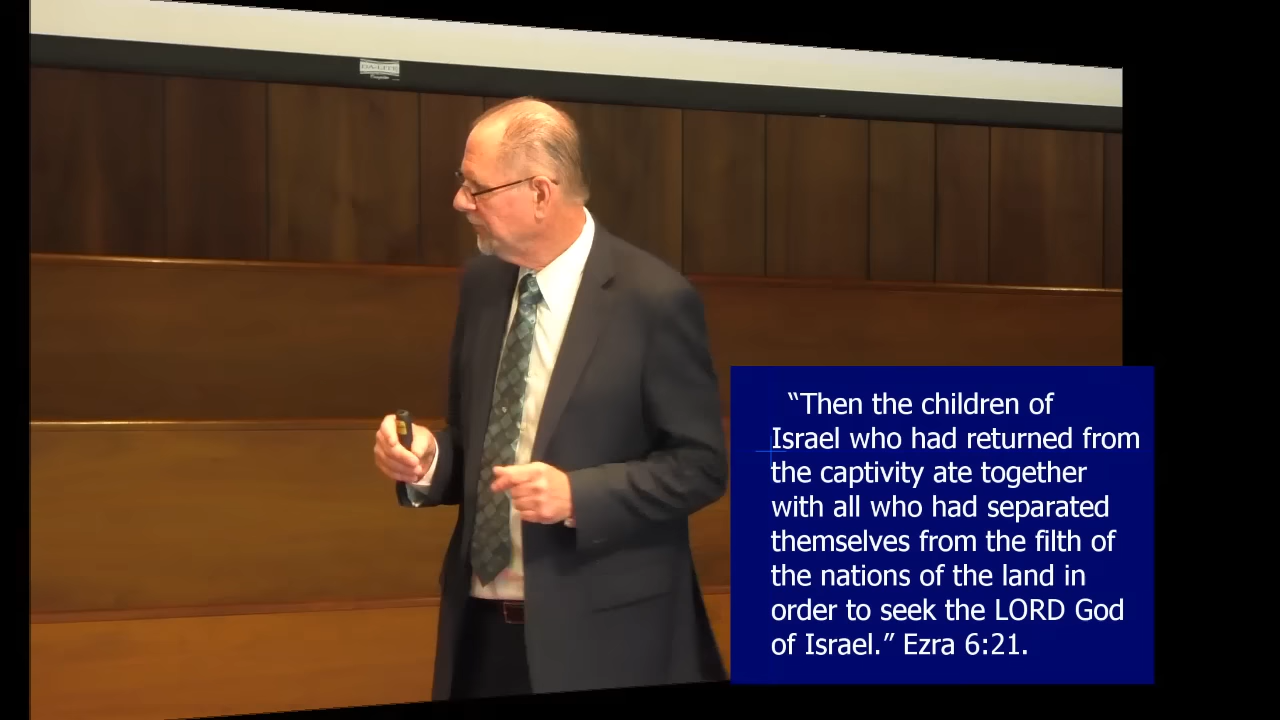 DA-LITE
“Then the children of
Israel who had returned from
the captivity ate together
with all who had separated
themselves from the filth of
the nations of the land in
order to seek the LORD God
of Israel.” Ezra 6:21.